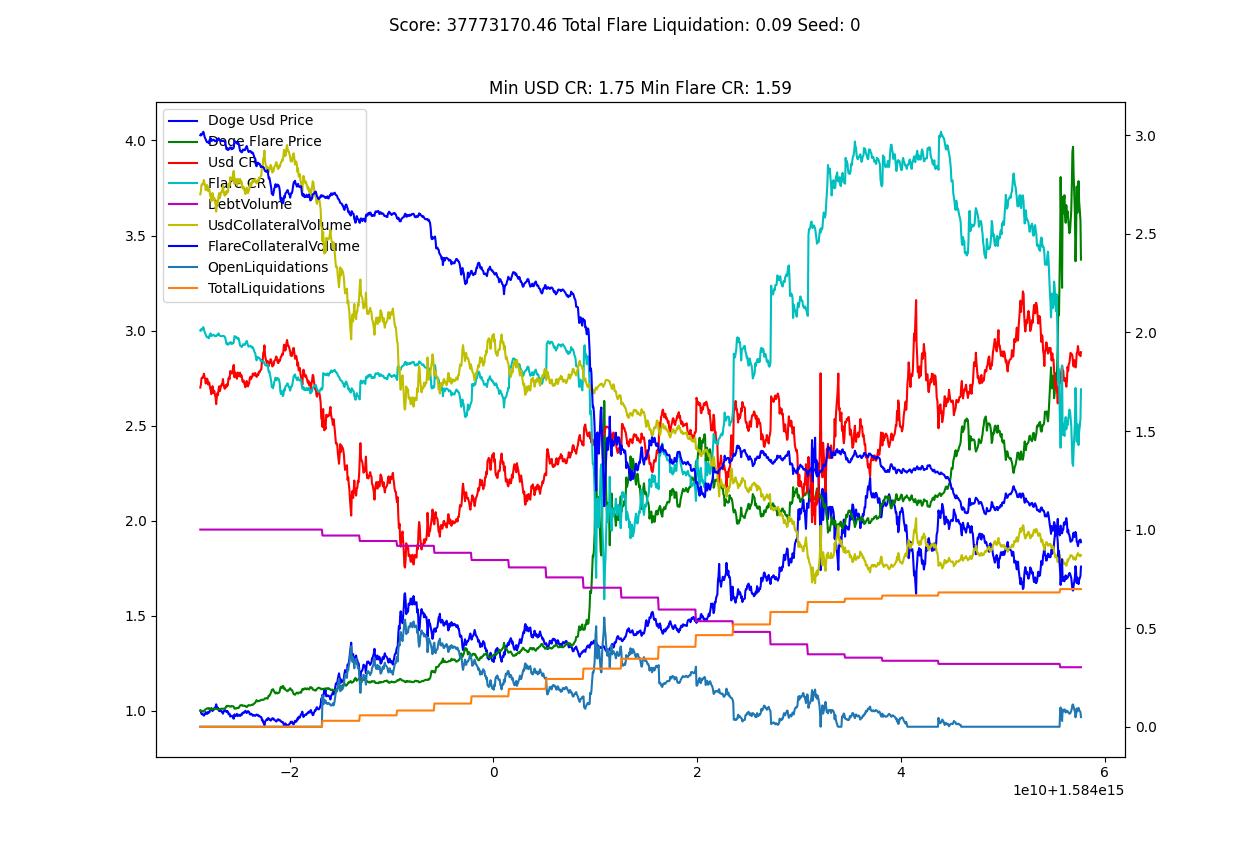 Score: 37773170.46 Total Flare Liquidation: 0.09 Seed: 0
Min USD CR: 1.75 Min Flare CR: 1.59
Doge Usd Price
Doge Flare Price
Usd CR
Flare CR
DebtVolume
UsdCollateralVolume
FlareCollateralVolume
OpenLiquidations
TotalLiquidations
4.0
3.5
3.0
2.5
2.0
1.5
1.0
3.0
2.5
2.0
1.5
1.0
0.5
0.0
−2 0 2 4 6
1e10+1.584e15